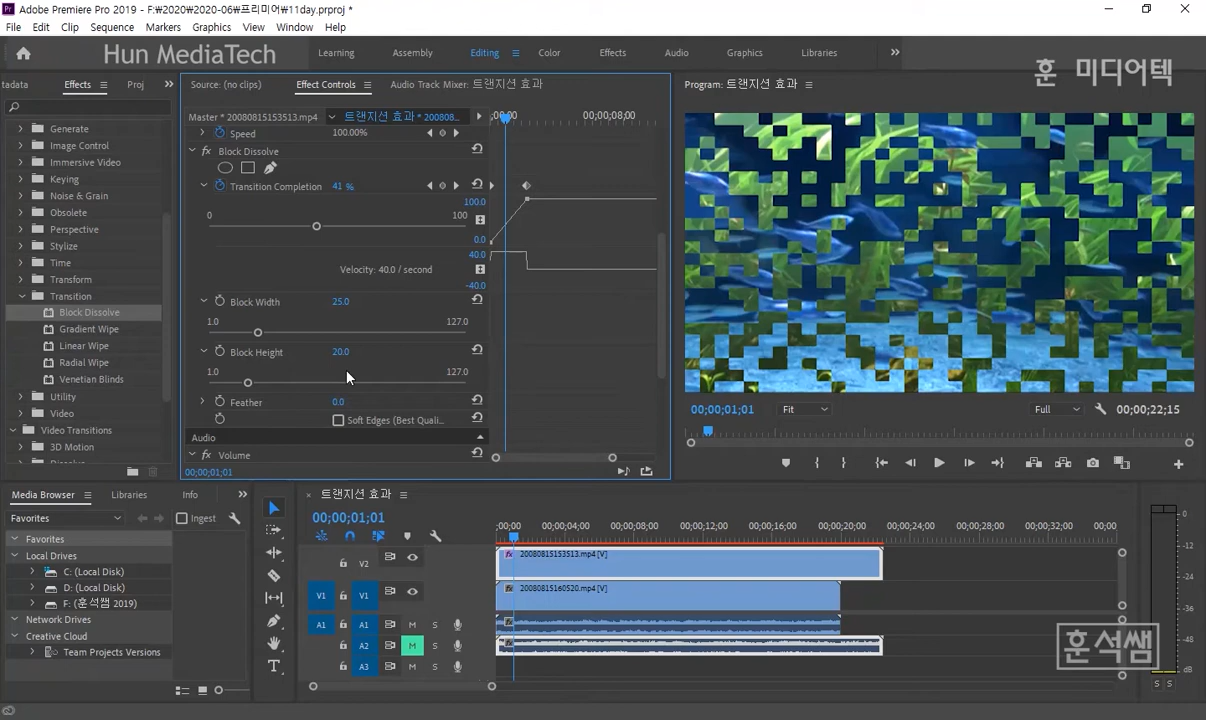 Adobe Premiere Pro 2019 - F:₩2020₩2020-06₩프리미어₩11day.prproj *
File Edit Clip Sequence Markers Graphics View Window Help
Hun MediaTech
Learning Assembly Editing Color Effects Audio Graphics Libraries
훈 미디어텍
tadata Effects Proj
Source: (no clips) Effect Controls Audio Track Mixer: 트랜지션 효과
Program: 트랜지션 효과
Master * 20080815153513.mp4 트랜지션 효과 * 200808...
;00;00 00;00;08;00
Speed 100.00%
Block Dissolve
Transition Completion 41 %
100.0
0 100
0.0
40.0
Velocity: 40.0 / second
-40.0
Block Width 25.0
1.0 127.0
Block Height 20.0
1.0 127.0
Feather 0.0
Soft Edges (Best Quali...
Audio
Volume
00;00;01;01
Generate
Image Control
Immersive Video
Keying
Noise & Grain
Obsolete
Perspective
Stylize
Time
Transform
Transition
Block Dissolve
Gradient Wipe
Linear Wipe
Radial Wipe
Venetian Blinds
Utility
Video
Video Transitions
3D Motion
00;00;01;01 Fit Full 00;00;22;15
Media Browser Libraries Info
Favorites Ingest
Favorites
Local Drives
C: (Local Disk)
D: (Local Disk)
F: (훈석쌤 2019)
Network Drives
Creative Cloud
Team Projects Versions
× 트랜지션 효과
00;00;01;01
;00;00 00;00;04;00 00;00;08;00 00;00;12;00 00;00;16;00 00;00;20;00 00;00;24;00 00;00;28;00 00;00;32;00 00;00
V2 20080815153513.mp4 [V]
V1 V1 20080815160520.mp4 [V]
A1 A1 M S
A2 M S
A3 M S
0
-12
-24
-36
-48
dB
S S
훈석쌤